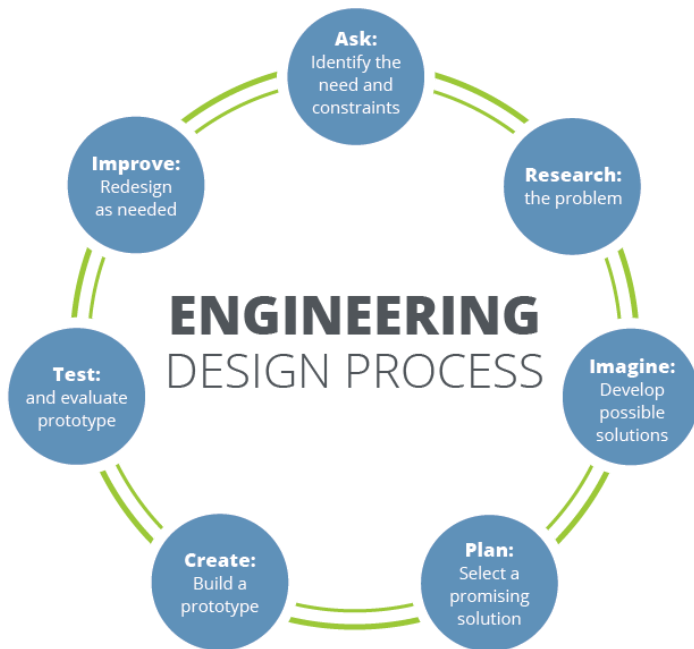 Ask:
Identify the
need and
constraints
Research:
the problem
Imagine:
Develop
possible
solutions
Plan:
Select a
promising
solution
Create:
Build a
prototype
Test:
and evaluate
prototype
Improve:
Redesign
as needed
ENGINEERING
DESIGN PROCESS